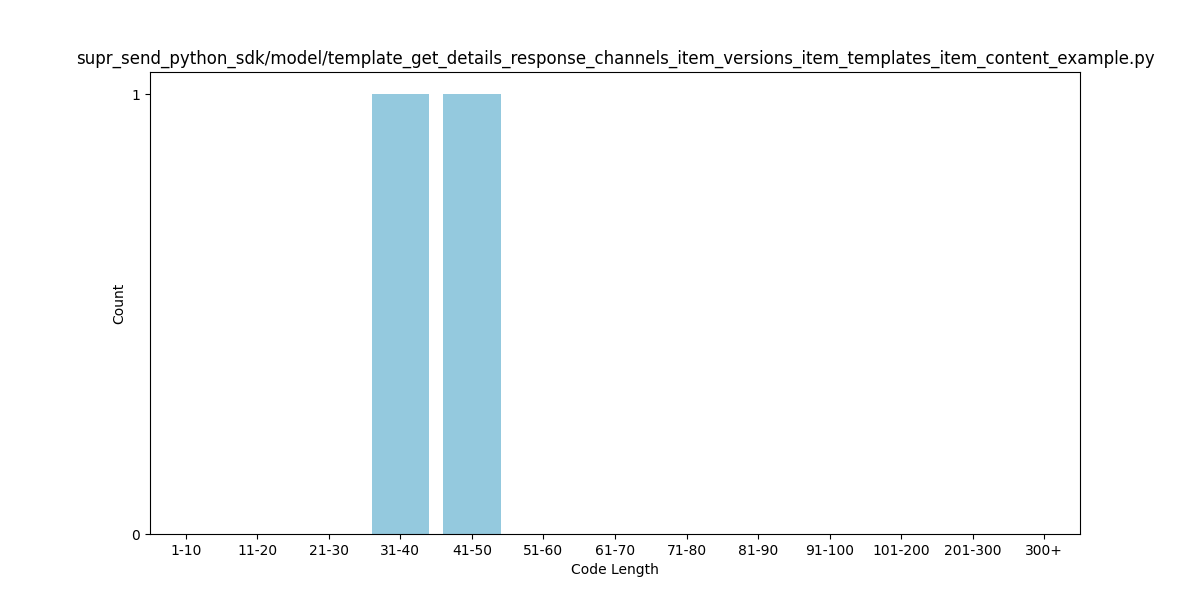 supr_send_python_sdk/model/template_get_details_response_channels_item_versions_item_templates_item_content_example.py
1
Count
0
1-10 11-20 21-30 31-40 41-50 51-60 61-70 71-80 81-90 91-100 101-200 201-300 300+
Code Length